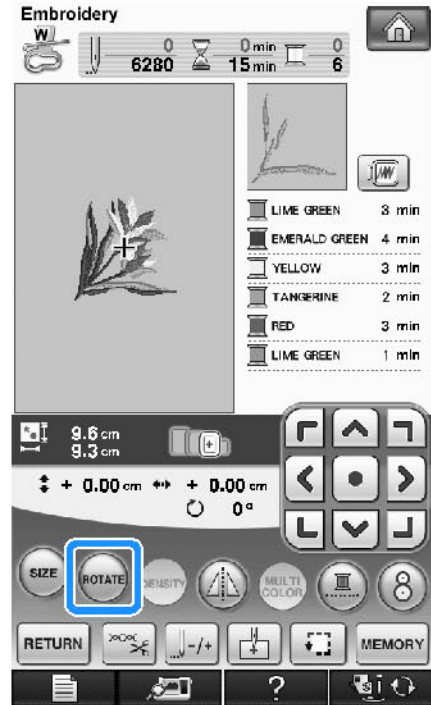 Embroidery
W
0 0 min 0
6280 15 min 6
LIME GREEN 3 min
EMERALD GREEN 4 min
YELLOW 3 min
TANGERINE 2 min
RED 3 min
LIME GREEN 1 min
9.6 cm
9.3 cm
+ 0.00 cm + 0.00 cm
0°
SIZE ROTATE DENSITY MULTI COLOR 8
RETURN -/+ MEMORY
?